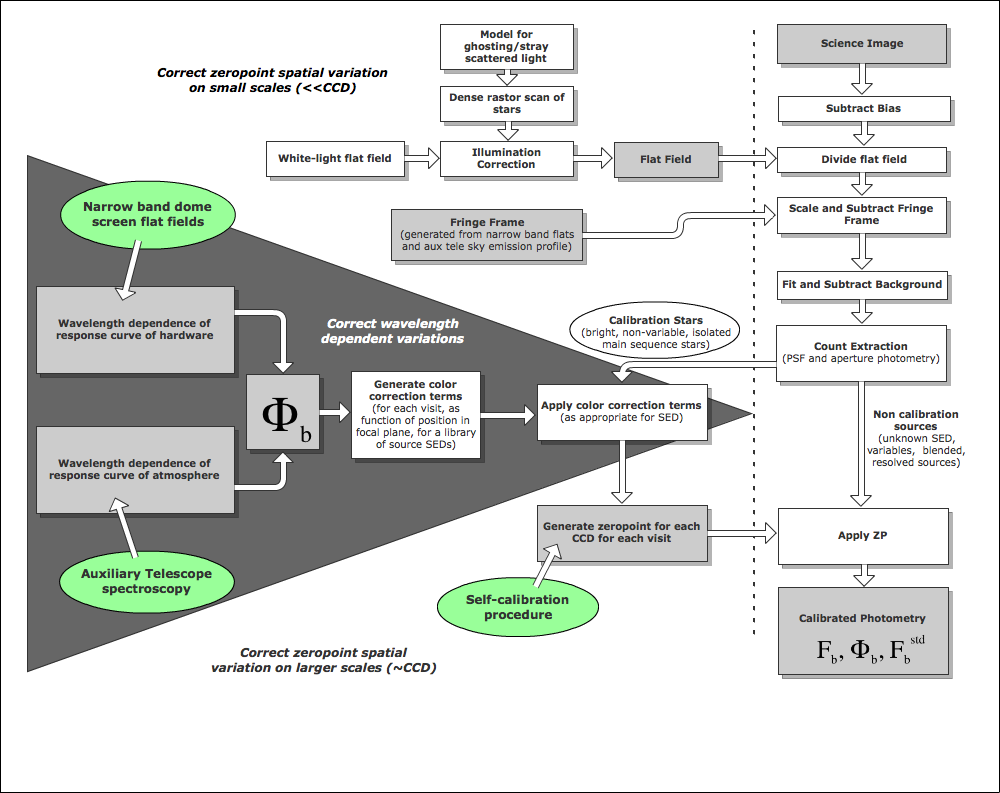 Model for
ghosting/stray
scattered light
Science Image
Correct zeropoint spatial variation
on small scales (<<CCD)
Dense rastor scan of
stars
Subtract Bias
White-light flat field
Illumination
Correction
Flat Field
Divide flat field
Narrow band dome
screen flat fields
Fringe Frame
(generated from narrow band flats
and aux tele sky emission profile)
Scale and Subtract Fringe
Frame
Fit and Subtract Background
Wavelength dependence of
response curve of hardware
Correct wavelength
dependent variations
Calibration Stars
(bright, non-variable, isolated
main sequence stars)
Count Extraction
(PSF and aperture photometry)
Φb
Generate color
correction terms
(for each visit, as
function of position in
focal plane, for a library
of source SEDs)
Apply color correction terms
(as appropriate for SED)
Non calibration
sources
(unknown SED,
variables, blended,
resolved sources)
Wavelength dependence of
response curve of atmosphere
Generate zeropoint for each
CCD for each visit
Apply ZP
Auxiliary Telescope
spectroscopy
Self-calibration
procedure
Calibrated Photometry
Fb, Φb, Fb std
Correct zeropoint spatial
variation on larger scales (~CCD)